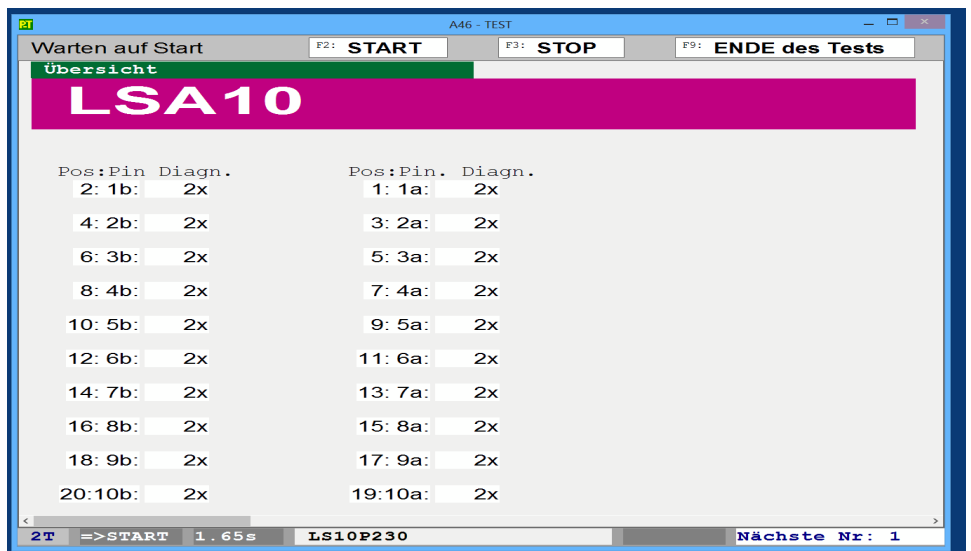 2T A46 - TEST
Warten auf Start F2: START F3: STOP F9: ENDE des Tests
Übersicht
LSA10
Pos:Pin Diagn. Pos:Pin. Diagn.
2: 1b: 2x 1: 1a: 2x
4: 2b: 2x 3: 2a: 2x
6: 3b: 2x 5: 3a: 2x
8: 4b: 2x 7: 4a: 2x
10: 5b: 2x 9: 5a: 2x
12: 6b: 2x 11: 6a: 2x
14: 7b: 2x 13: 7a: 2x
16: 8b: 2x 15: 8a: 2x
18: 9b: 2x 17: 9a: 2x
20:10b: 2x 19:10a: 2x
2T =>START 1.65s LS10P230 Nächste Nr: 1